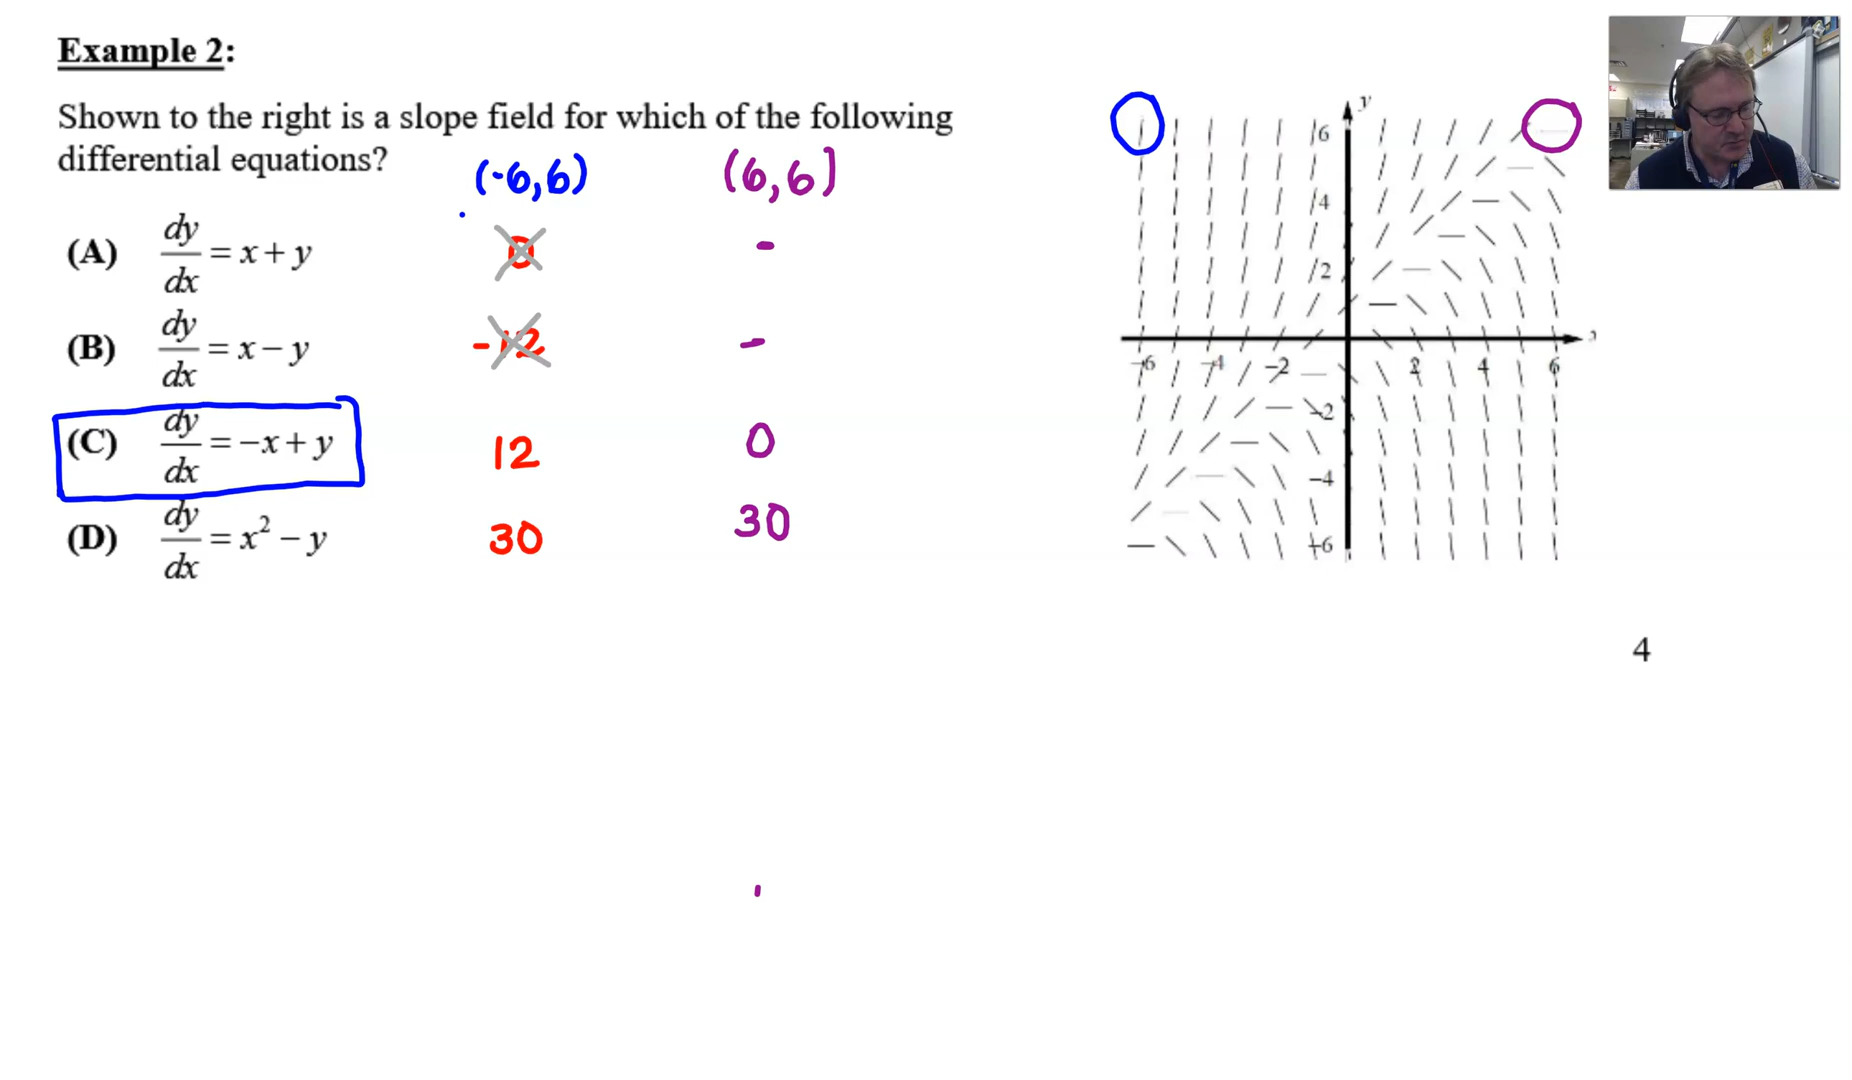 Example 2:
Shown to the right is a slope field for which of the following
differential equations?
(-6,6)
(6,6)
(A) dy/dx = x + y
0
-
(B) dy/dx = x − y
-12
-
(C) dy/dx = −x + y
12
0
(D) dy/dx = x² − y
30
30
y
6
4
2
−6 −4 −2 2 4 6
−2
−4
−6
4